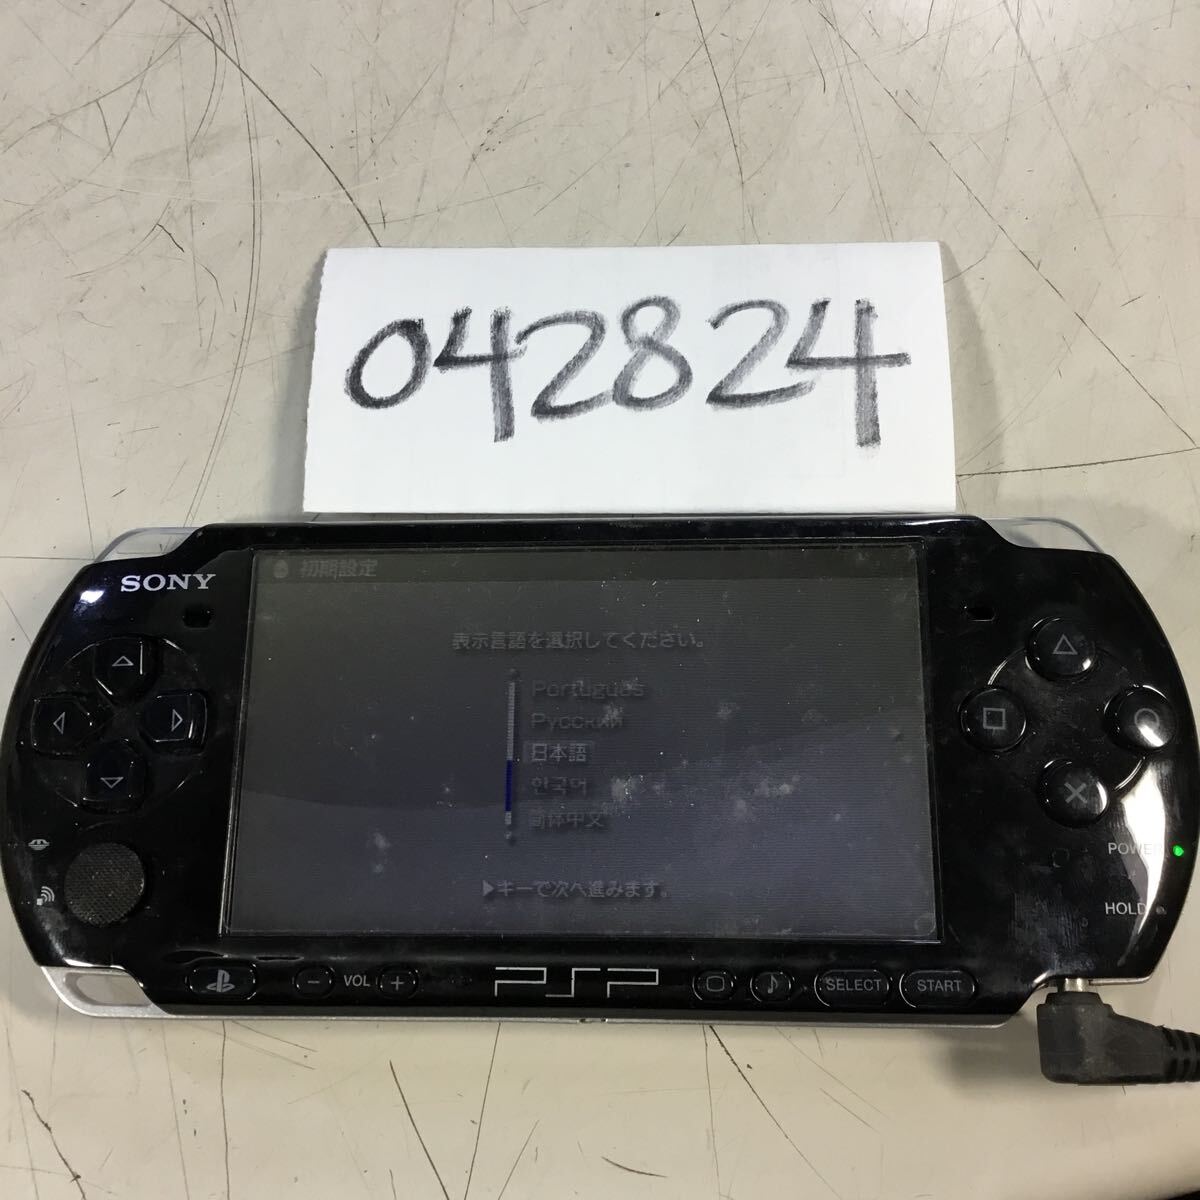 042824
SONY
初期設定
表示言語を選択してください。
Português
Русский
日本語
한국어
简体中文
▶キーで次へ進みます。
POWER
HOLD
VOL
PSP
SELECT
START